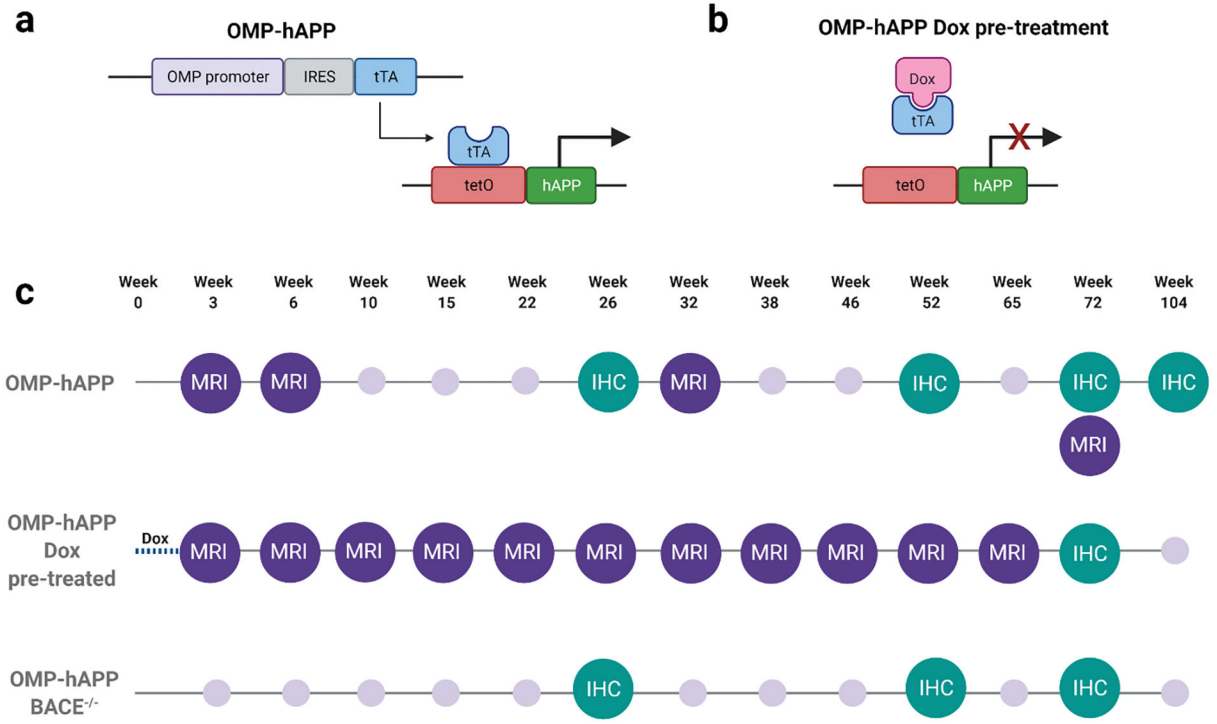 a
OMP-hAPP
OMP promoter IRES tTA
tTA
tetO hAPP
b
OMP-hAPP Dox pre-treatment
Dox
tTA
X
tetO hAPP
c
Week Week Week Week Week Week Week Week Week Week Week Week Week Week
0 3 6 10 15 22 26 32 38 46 52 65 72 104
OMP-hAPP
MRI MRI IHC MRI IHC IHC IHC
MRI
OMP-hAPP
Dox
pre-treated
Dox
MRI MRI MRI MRI MRI MRI MRI MRI MRI MRI MRI IHC
OMP-hAPP
BACE-/-
IHC IHC IHC